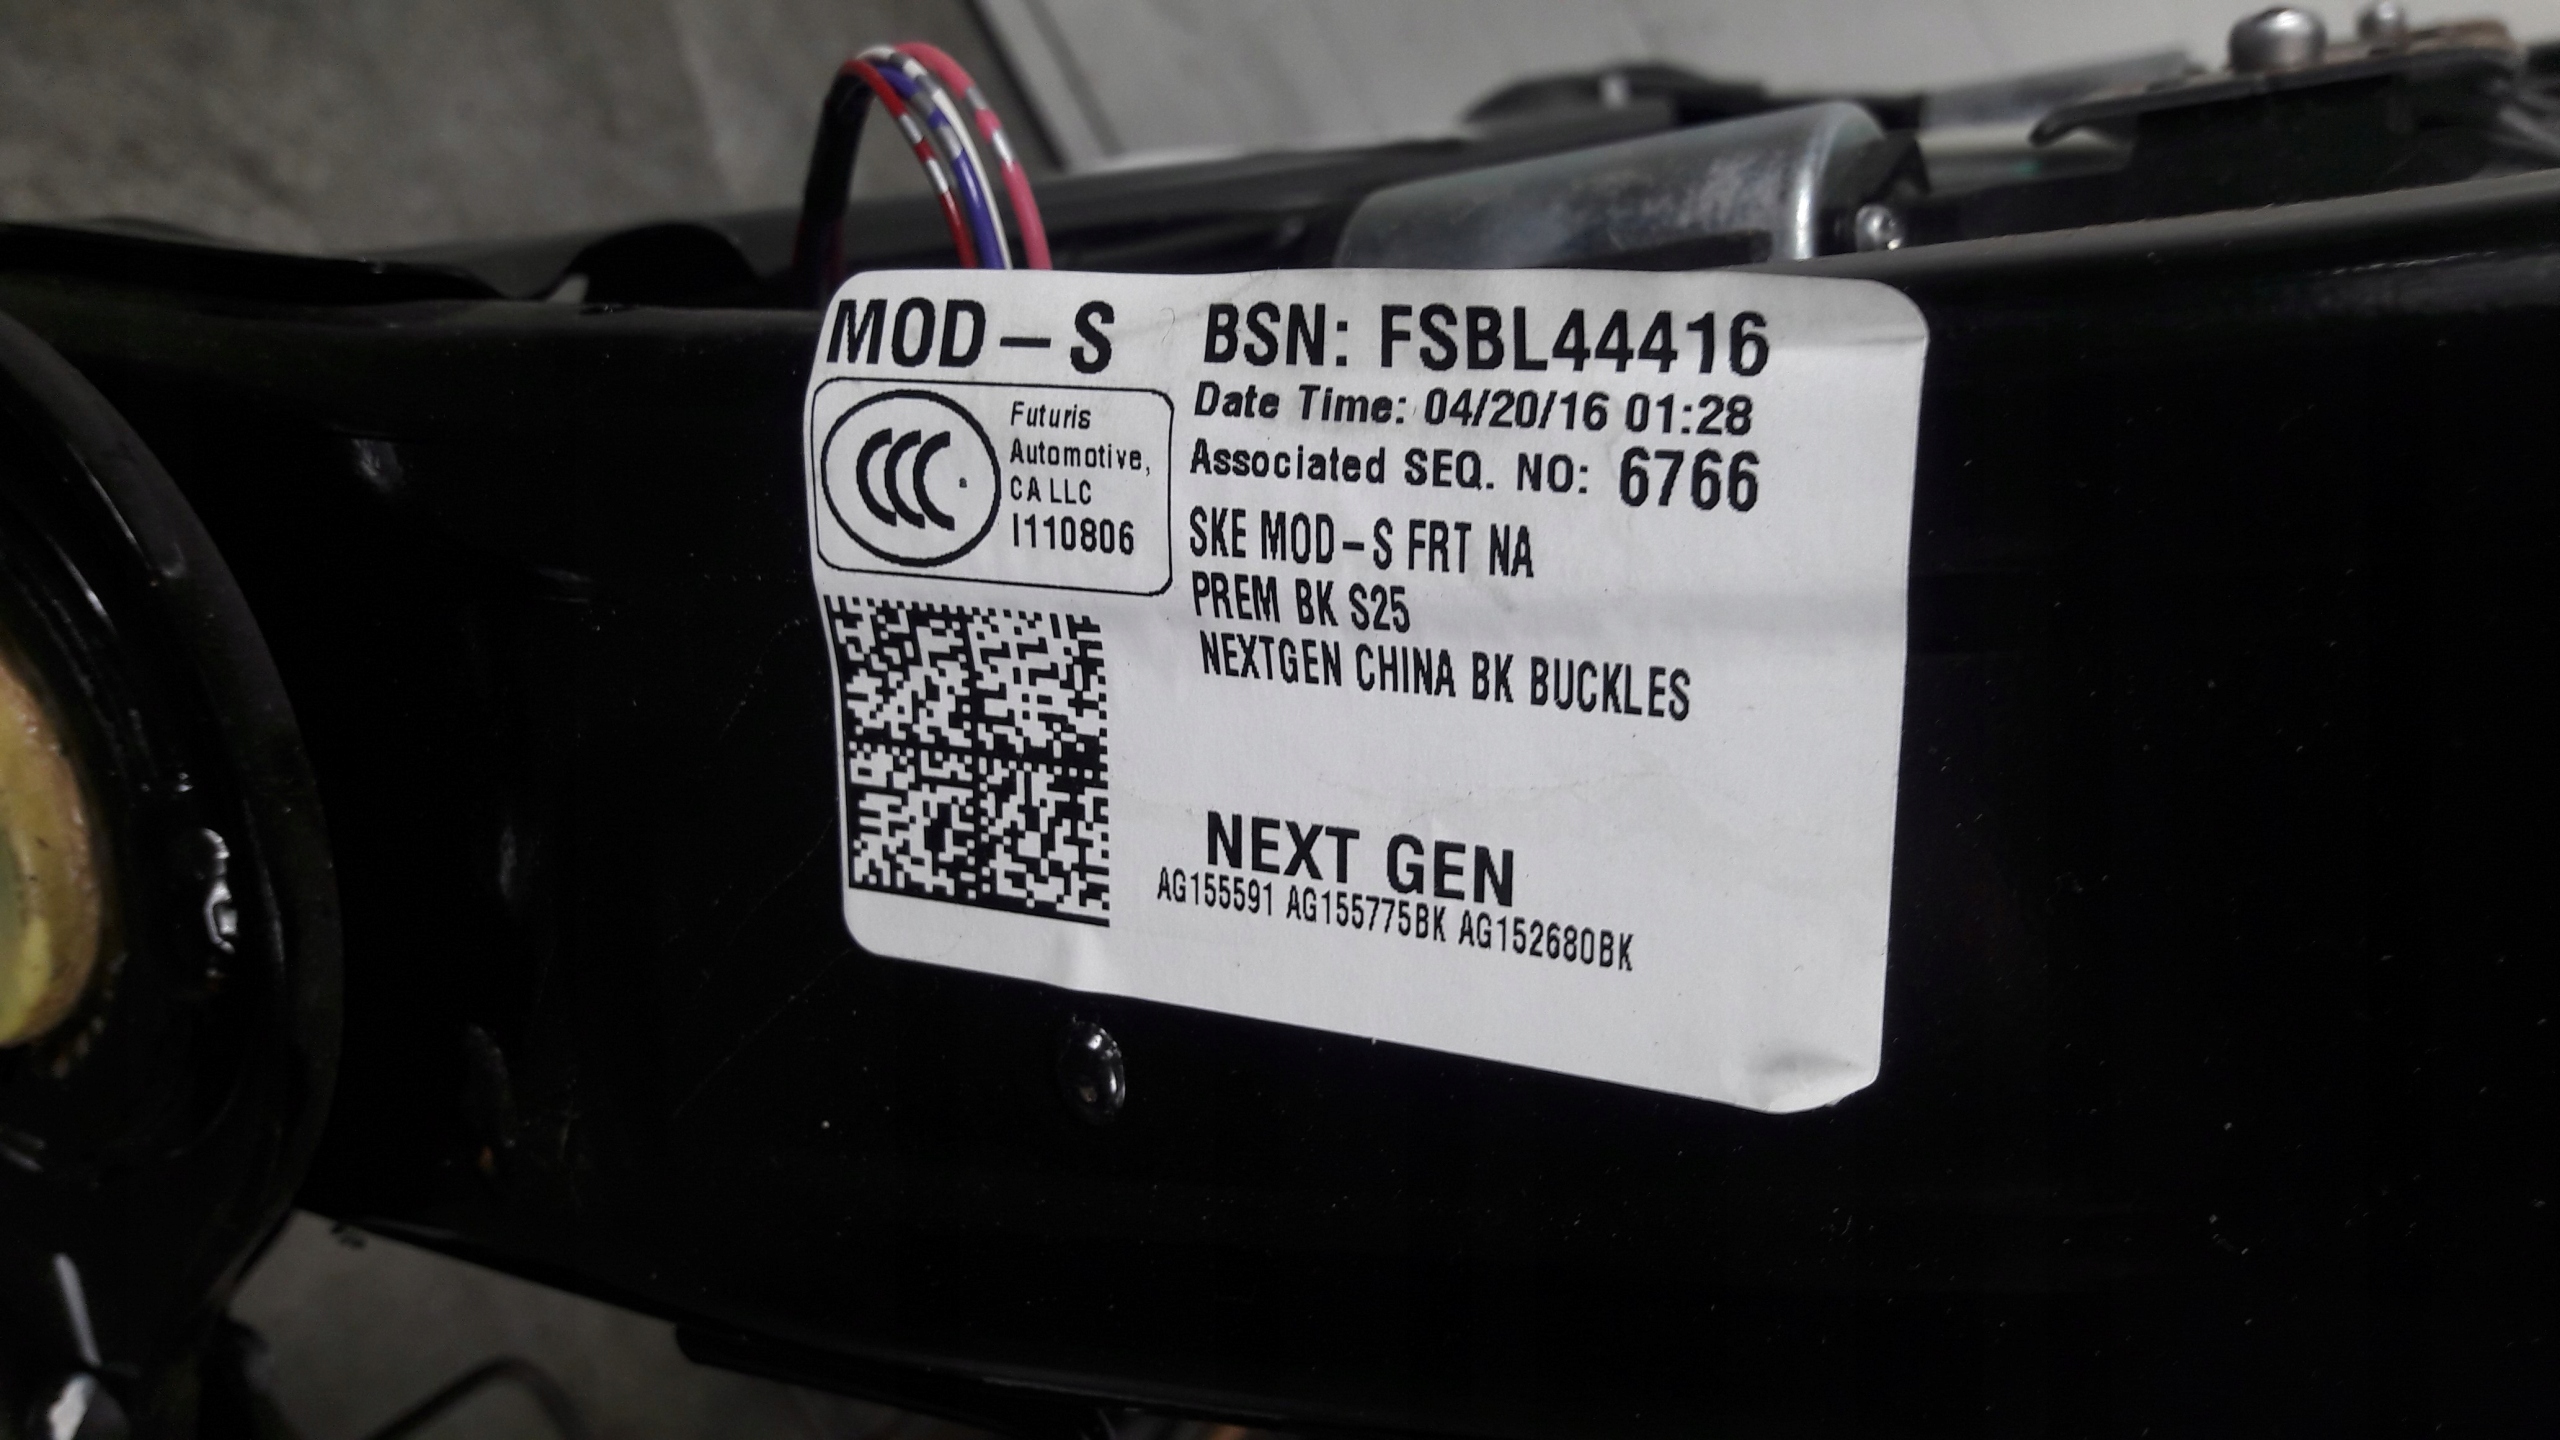 MOD-S
BSN: FSBL44416
Date Time: 04/20/16 01:28
Associated SEQ. NO: 6766
CCC
Futuris
Automotive,
CA LLC
I110806
SKE MOD-S FRT NA
PREM BK S25
NEXTGEN CHINA BK BUCKLES
NEXT GEN
AG155591 AG155775BK AG152680BK